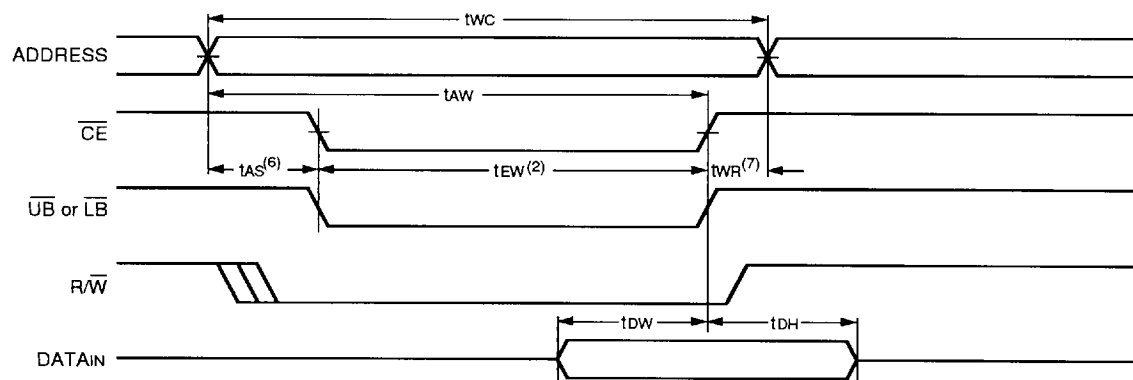 tWC
ADDRESS
tAW
CE
tAS(6)
tEW(2)
tWR(7)
UB or LB
R/W
tDW
tDH
DATAIN